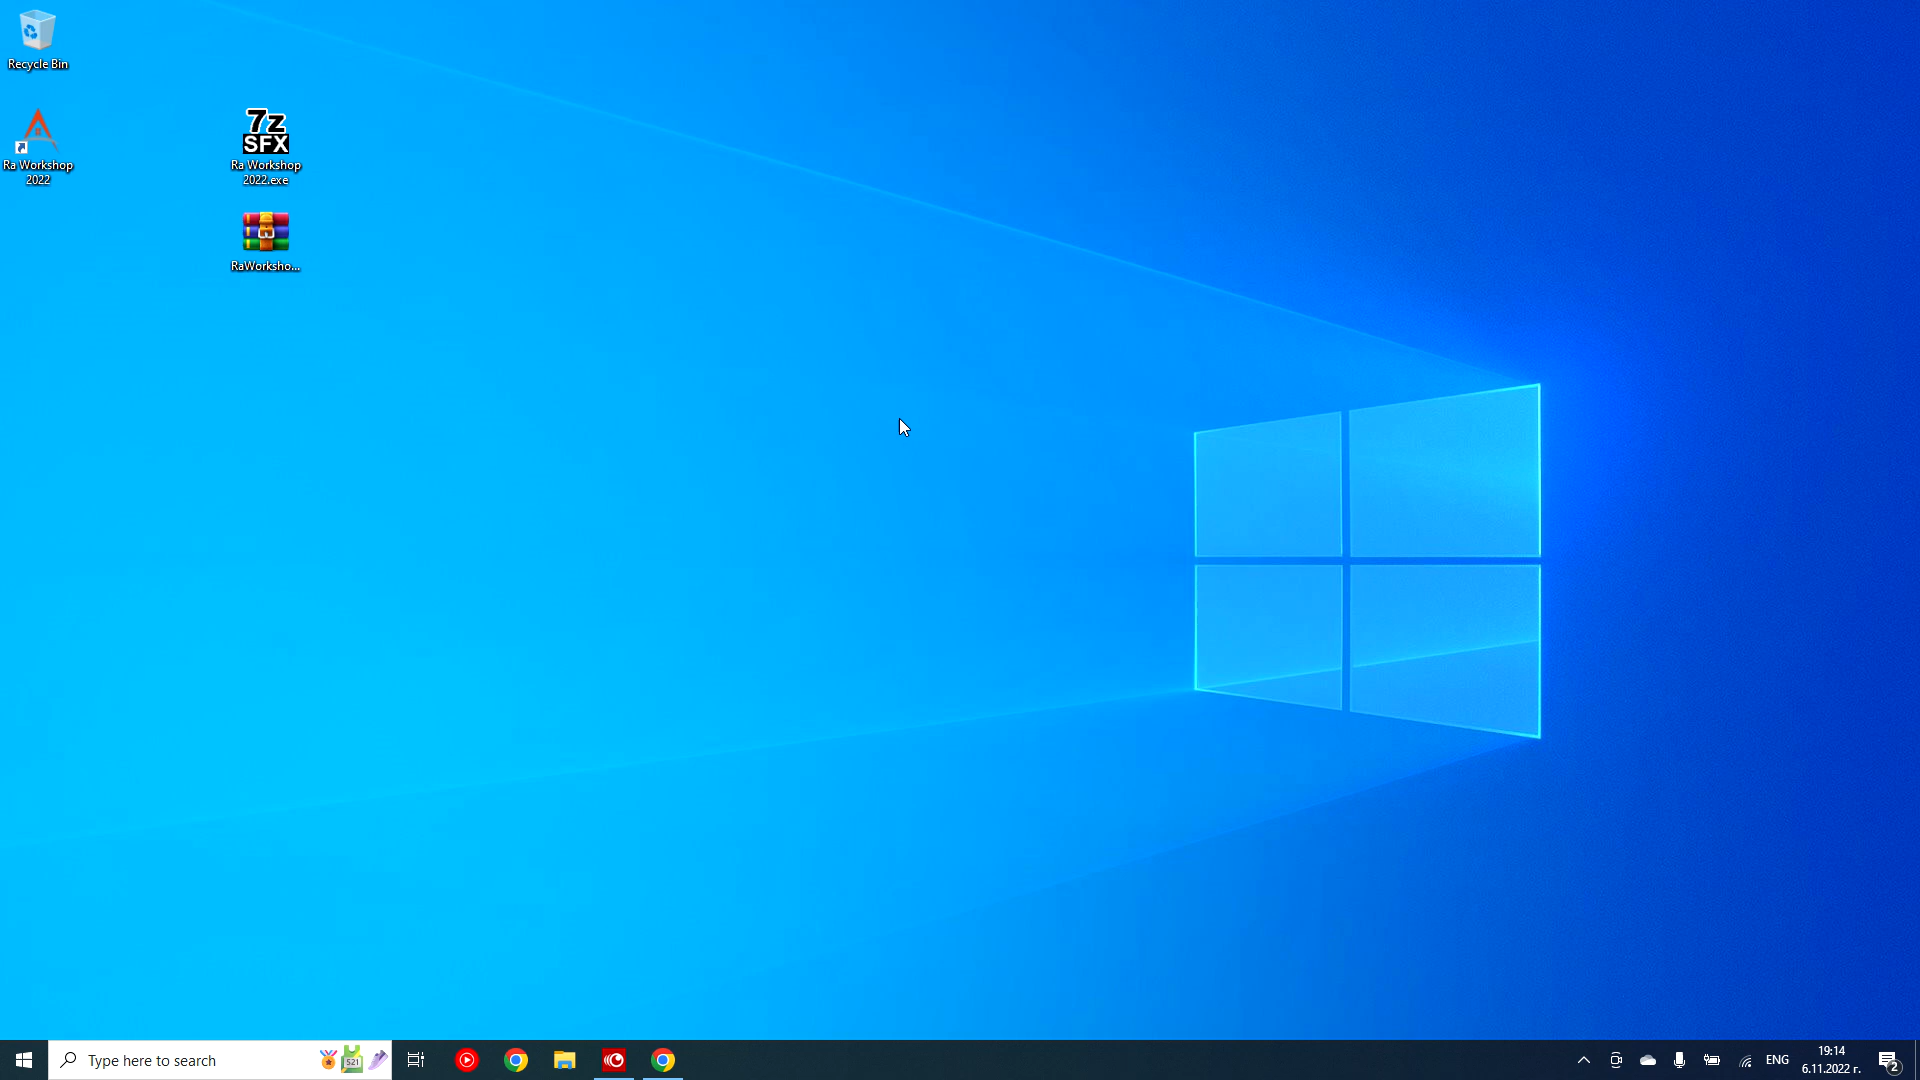 Recycle Bin
Ra Workshop
2022
7z
SFX
Ra Workshop
2022.exe
RaWorksho...
Type here to search
S21
ENG
19:14
6.11.2022 г.
2